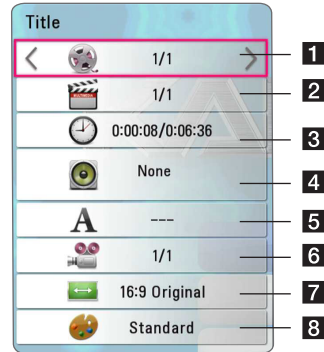 Title
1/1 1
1/1 2
0:00:08/0:06:36 3
None 4
A --- 5
1/1 6
16:9 Original 7
Standard 8